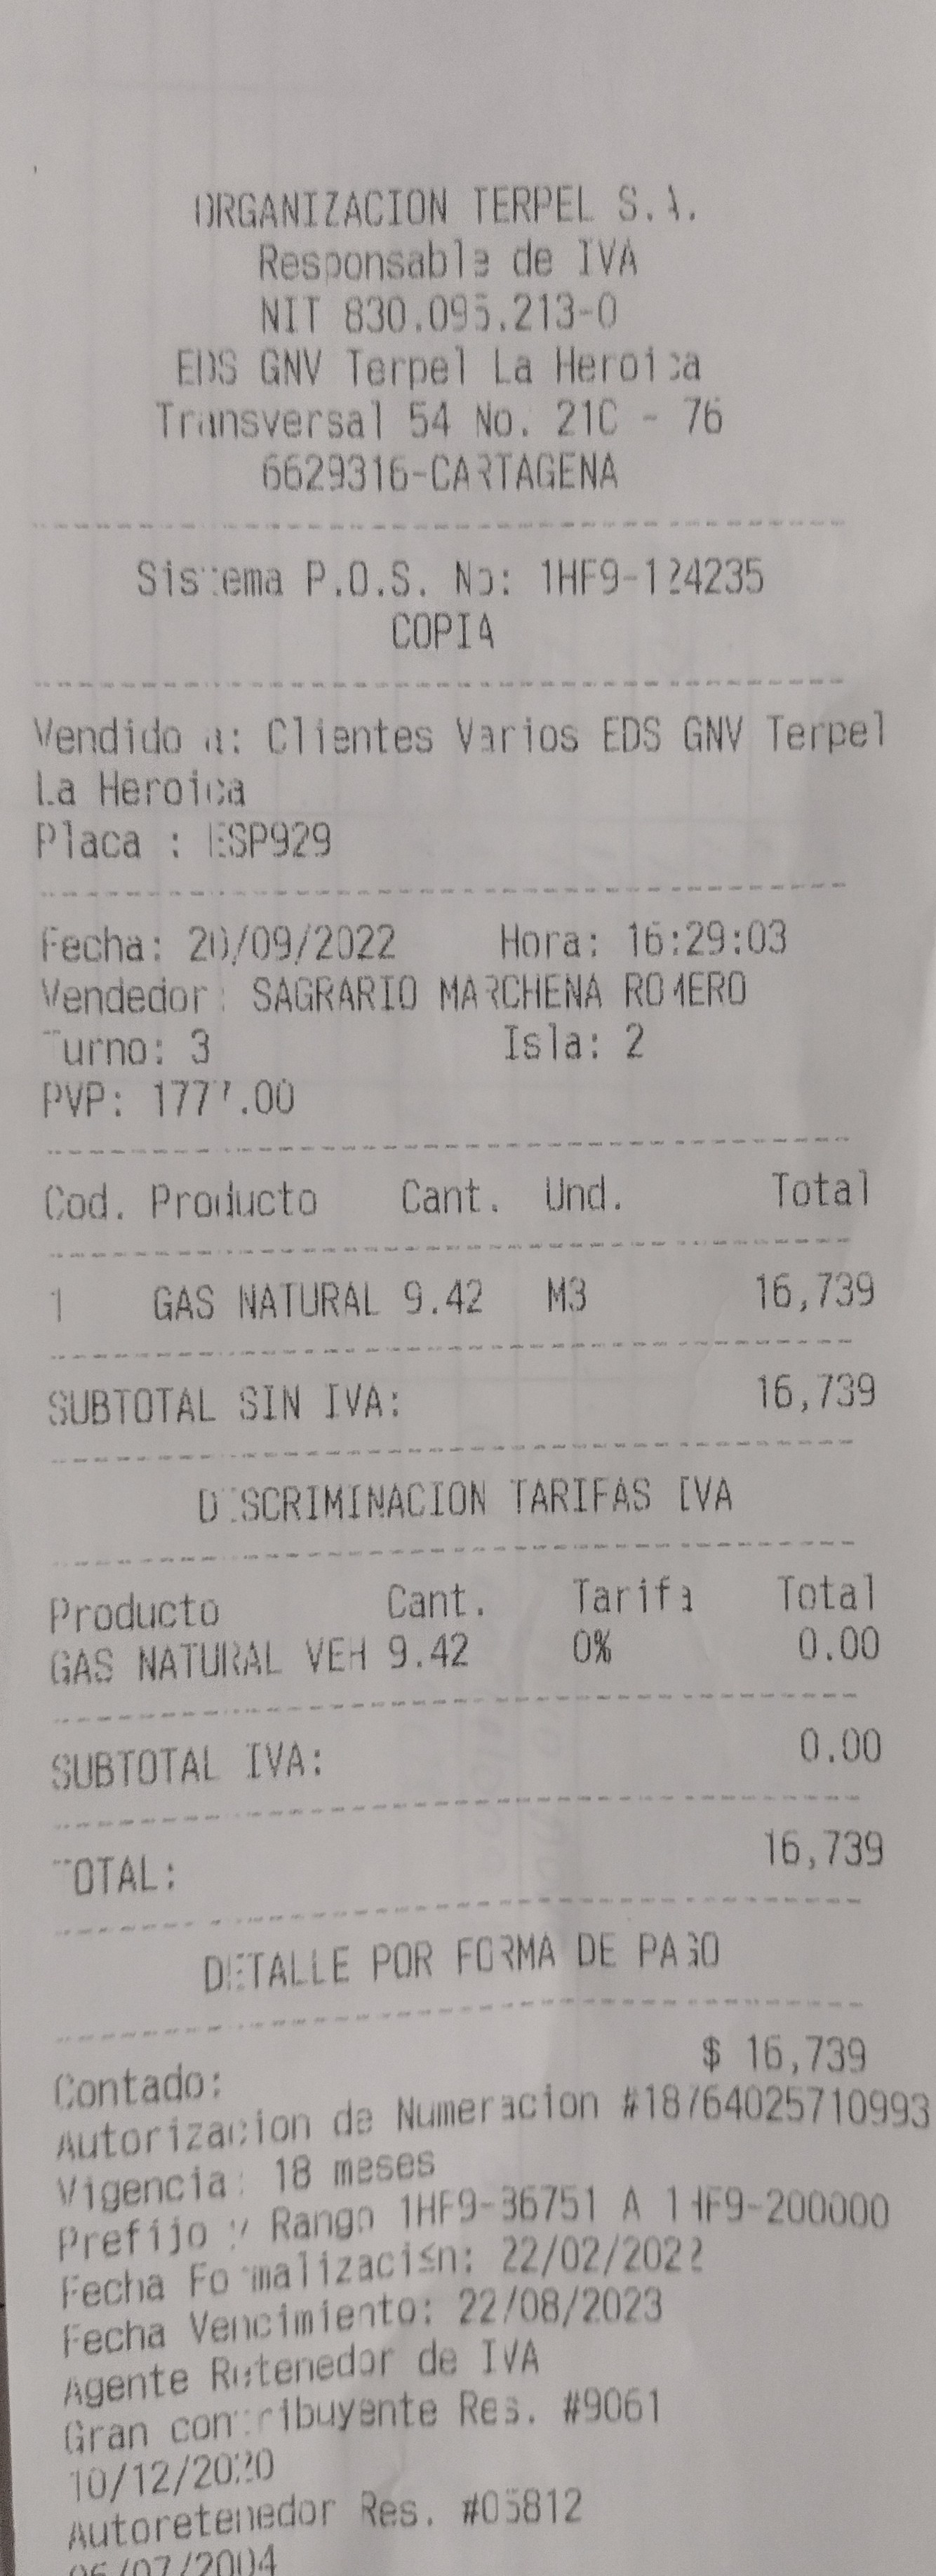 ORGANIZACION TERPEL S.A.
Responsable de IVA
NIT 830.095.213-0
EDS GNV Terpel La Heroica
Transversal 54 No. 21C - 76
6629316-CARTAGENA
Sistema P.O.S. No: 1HF9-124235
COPIA
Vendido a: Clientes Varios EDS GNV Terpel
La Heroica
Placa : ESP929
Fecha: 20/09/2022 Hora: 16:29:03
Vendedor: SAGRARIO MARCHENA ROMERO
Turno: 3 Isla: 2
PVP: 1777.00
Cod. Producto Cant. Und. Total
1 GAS NATURAL 9.42 M3 16,739
SUBTOTAL SIN IVA: 16,739
DISCRIMINACION TARIFAS IVA
Producto Cant. Tarifa Total
GAS NATURAL VEH 9.42 0% 0.00
SUBTOTAL IVA: 0.00
TOTAL: 16,739
DETALLE POR FORMA DE PAGO
Contado: $ 16,739
Autorizacion de Numeracion #18764025710993
Vigencia: 18 meses
Prefijo y Rango 1HF9-36751 A 1HF9-200000
Fecha Formalización: 22/02/2022
Fecha Vencimiento: 22/08/2023
Agente Retenedor de IVA
Gran contribuyente Res. #9061
10/12/2020
Autoretenedor Res. #05812
06/07/2004